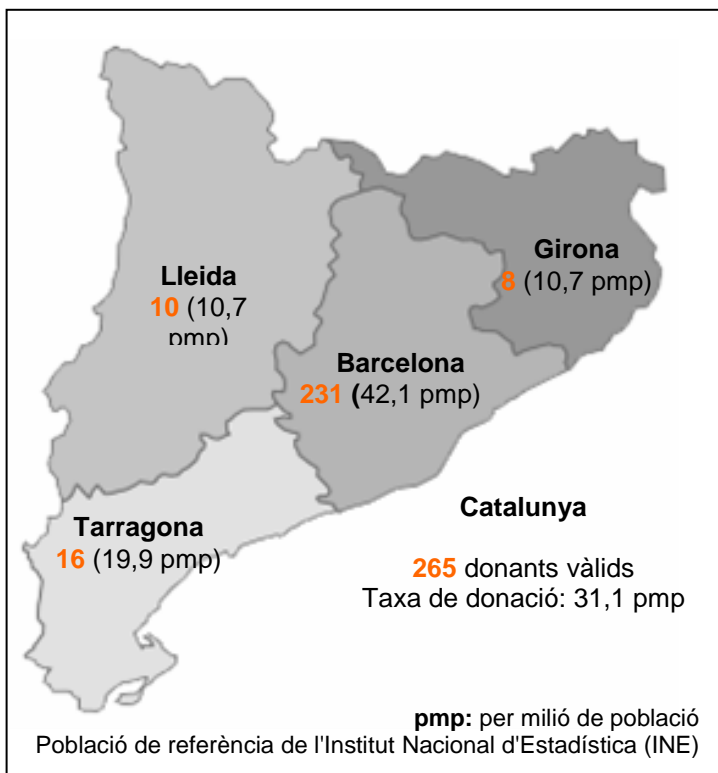 Girona
8 (10,7 pmp)
Lleida
10 (10,7
pmp)
Barcelona
231 (42,1 pmp)
Tarragona
16 (19,9 pmp)
Catalunya
265 donants vàlids
Taxa de donació: 31,1 pmp
pmp: per milió de població
Població de referència de l'Institut Nacional d'Estadística (INE)